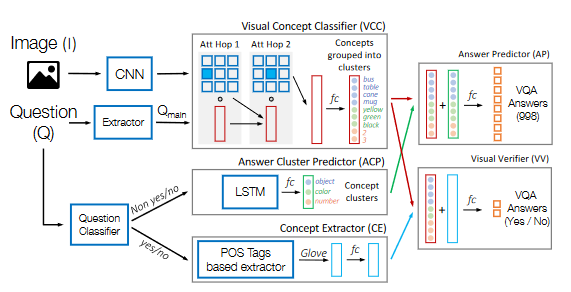 Visual Concept Classifier (VCC)
Image (I)
CNN
Att Hop 1
Att Hop 2
Concepts
grouped into
clusters
fc
bus
table
cane
mug
yellow
green
black
2
3
Question
(Q)
Extractor
Qmain
Answer Predictor (AP)
+
fc
VQA
Answers
(998)
Answer Cluster Predictor (ACP)
LSTM
fc
object
color
number
Concept
clusters
Visual Verifier (VV)
+
fc
VQA
Answers
(Yes / No)
Question
Classifier
Non yes/no
yes/no
Concept Extractor (CE)
POS Tags
based extractor
Glove
fc